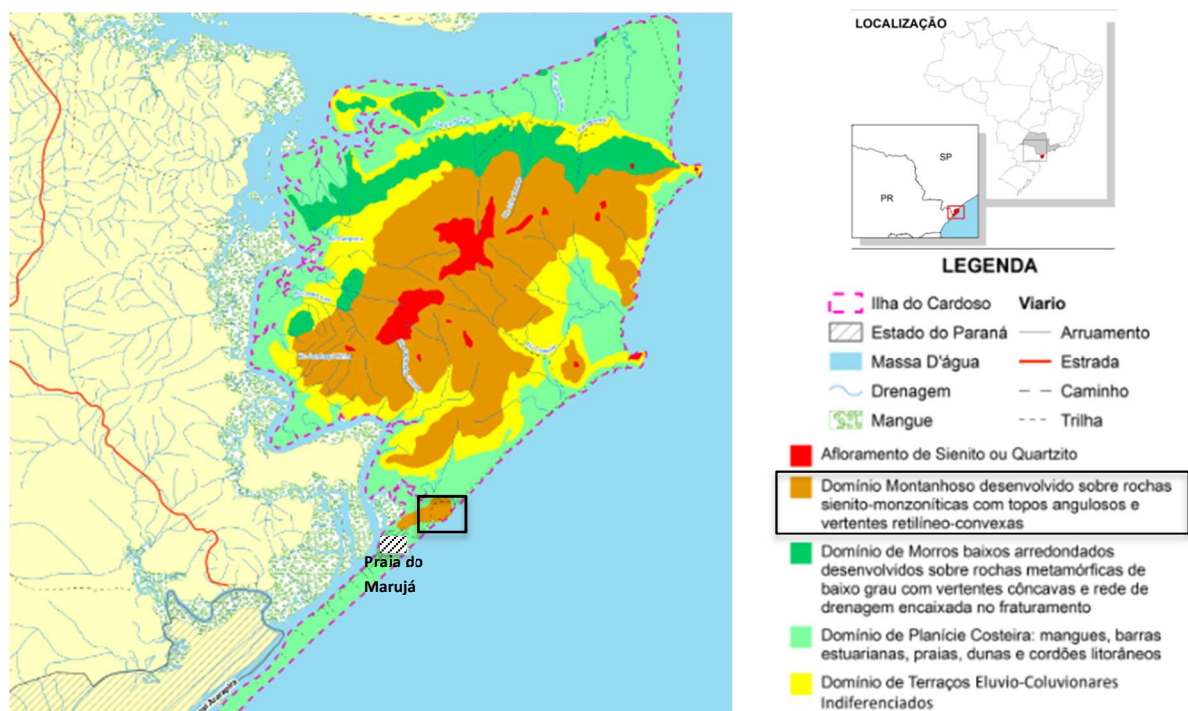 LOCALIZAÇÃO
SP
PR
LEGENDA
Ilha do Cardoso
Viario
Estado do Paraná
Arruamento
Massa D'água
Estrada
Drenagem
Caminho
Mangue
Trilha
Afloramento de Sienito ou Quartzito
Domínio Montanhoso desenvolvido sobre rochas
sienito-monzoníticas com topos angulosos e
vertentes retilíneo-convexas
Domínio de Morros baixos arredondados
desenvolvidos sobre rochas metamórficas de
baixo grau com vertentes côncavas e rede de
drenagem encaixada no fraturamento
Domínio de Planície Costeira: mangues, barras
estuarianas, praias, dunas e cordões litorâneos
Domínio de Terraços Eluvio-Coluvionares
Indiferenciados
Praia do
Marujá
Ararapira